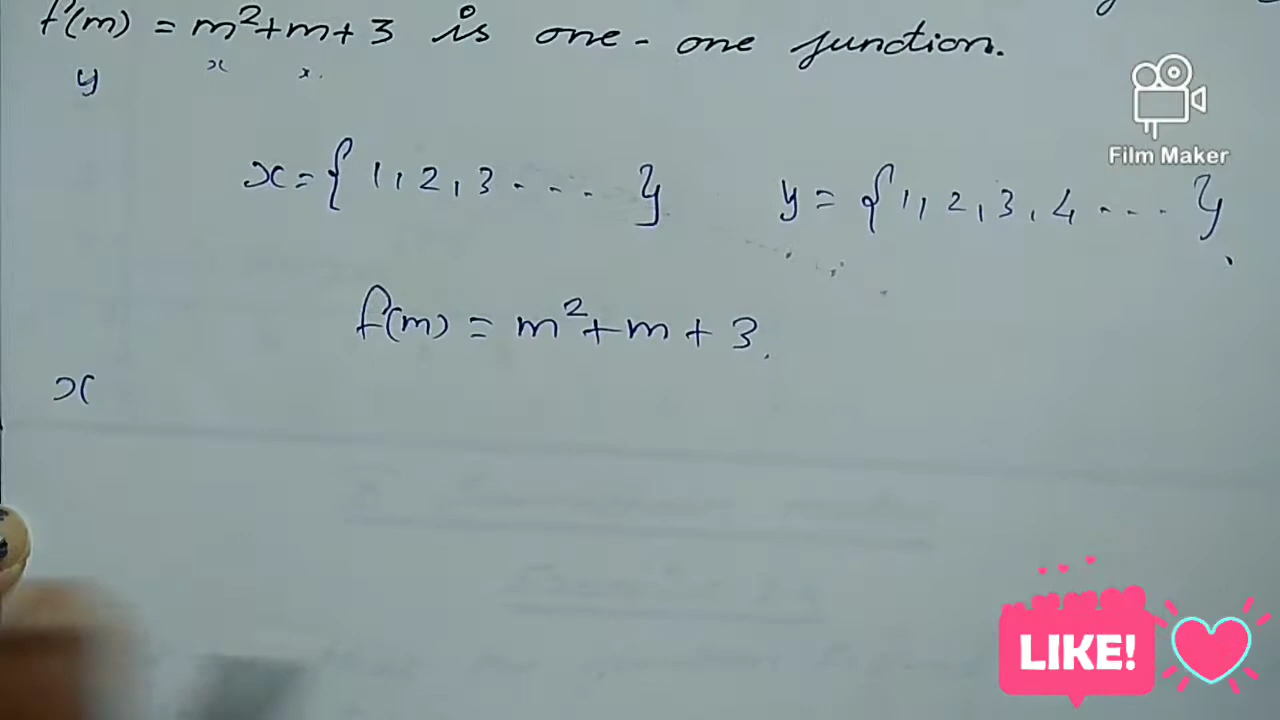 f(m) = m²+m+3 is one-one function.
y x x.
Film Maker
x = { 1, 2, 3 .... } y = { 1, 2, 3, 4 .... }
f(m) = m²+m+3.
x
LIKE!